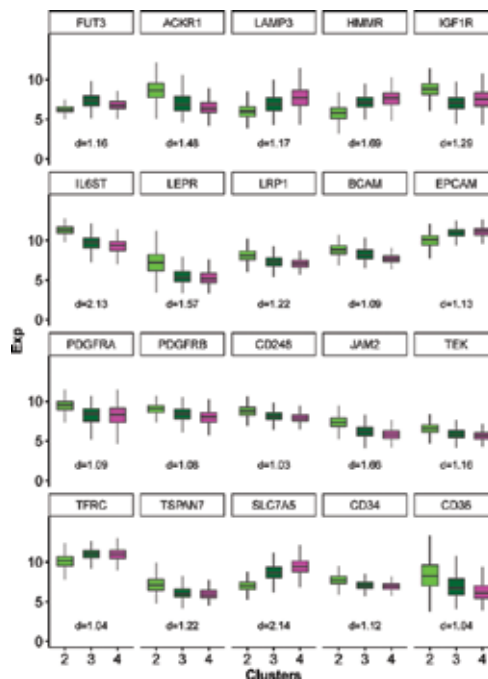 FUT3 ACKR1 LAMP3 HMMR IGF1R
10
5
0
d=1.16 d=1.48 d=1.17 d=1.69 d=1.29
IL6ST LEPR LRP1 BCAM EPCAM
10
5
0
d=2.13 d=1.57 d=1.22 d=1.09 d=1.13
Exp
PDGFRA PDGFRB CD248 JAM2 TEK
10
5
0
d=1.09 d=1.08 d=1.03 d=1.66 d=1.16
TFRC TSPAN7 SLC7A5 CD34 CD36
10
5
0
d=1.04 d=1.22 d=2.14 d=1.12 d=1.04
2 3 4 2 3 4 2 3 4 2 3 4 2 3 4
Clusters